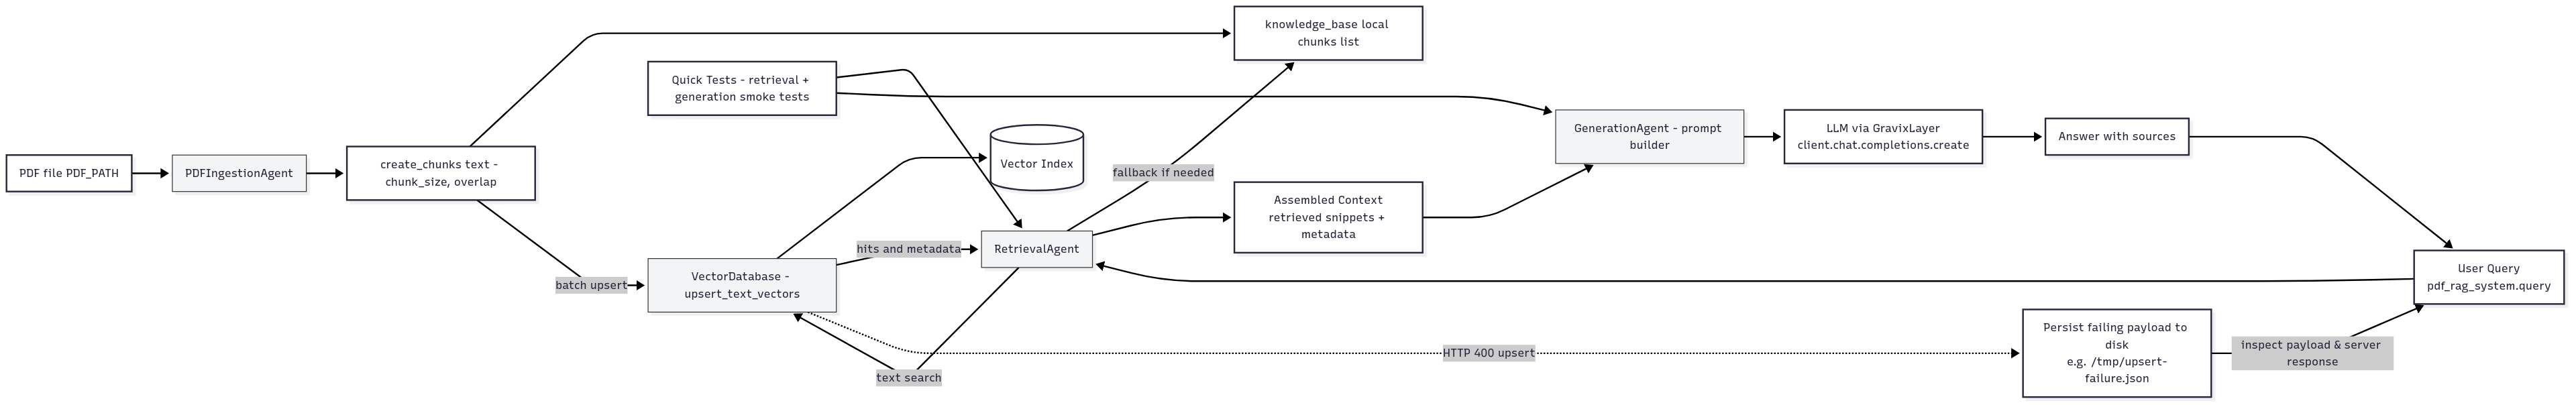 PDF file PDF_PATH
PDFIngestionAgent
create_chunks text -
chunk_size, overlap
batch upsert
Quick Tests - retrieval +
generation smoke tests
VectorDatabase -
upsert_text_vectors
hits and metadata
text search
Vector Index
RetrievalAgent
fallback if needed
knowledge_base local
chunks list
Assembled Context
retrieved snippets +
metadata
HTTP 400 upsert
GenerationAgent - prompt
builder
LLM via GravixLayer
client.chat.completions.create
Answer with sources
Persist failing payload to
disk
e.g. /tmp/upsert-
failure.json
inspect payload & server
response
User Query
pdf_rag_system.query